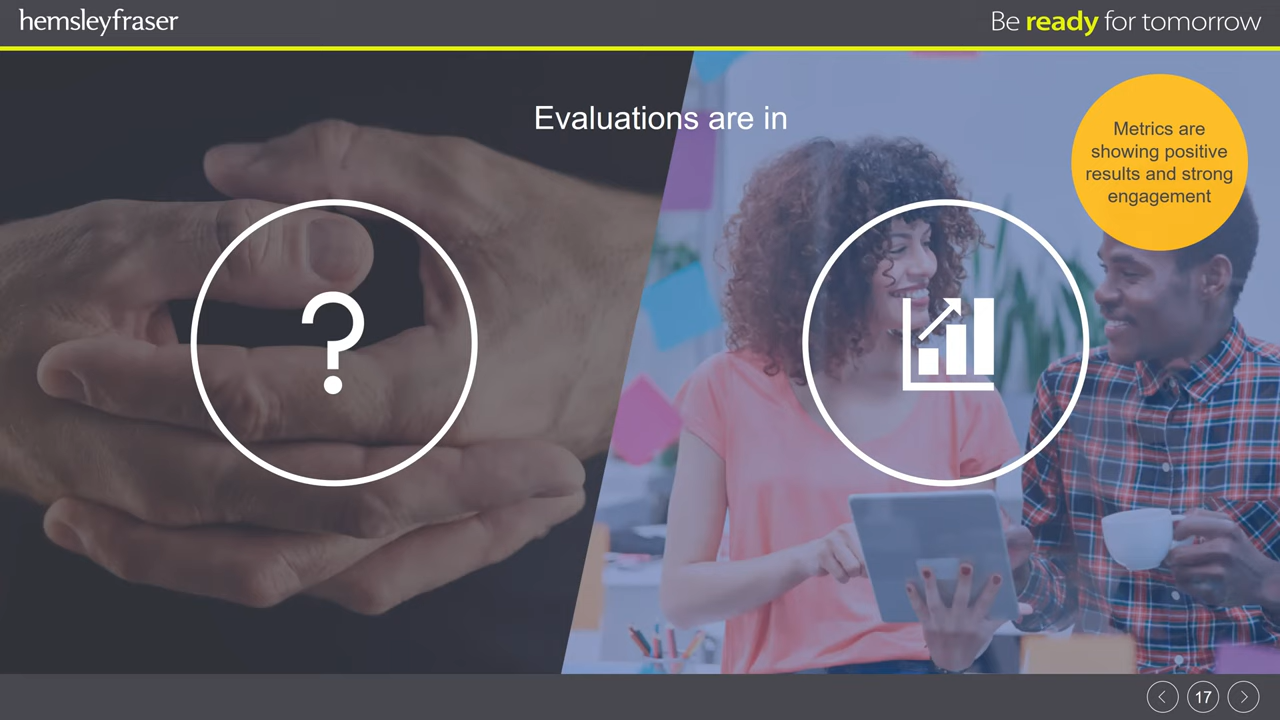 hemsleyfraser
Be ready for tomorrow
Evaluations are in
Metrics are
showing positive
results and strong
engagement
?
17